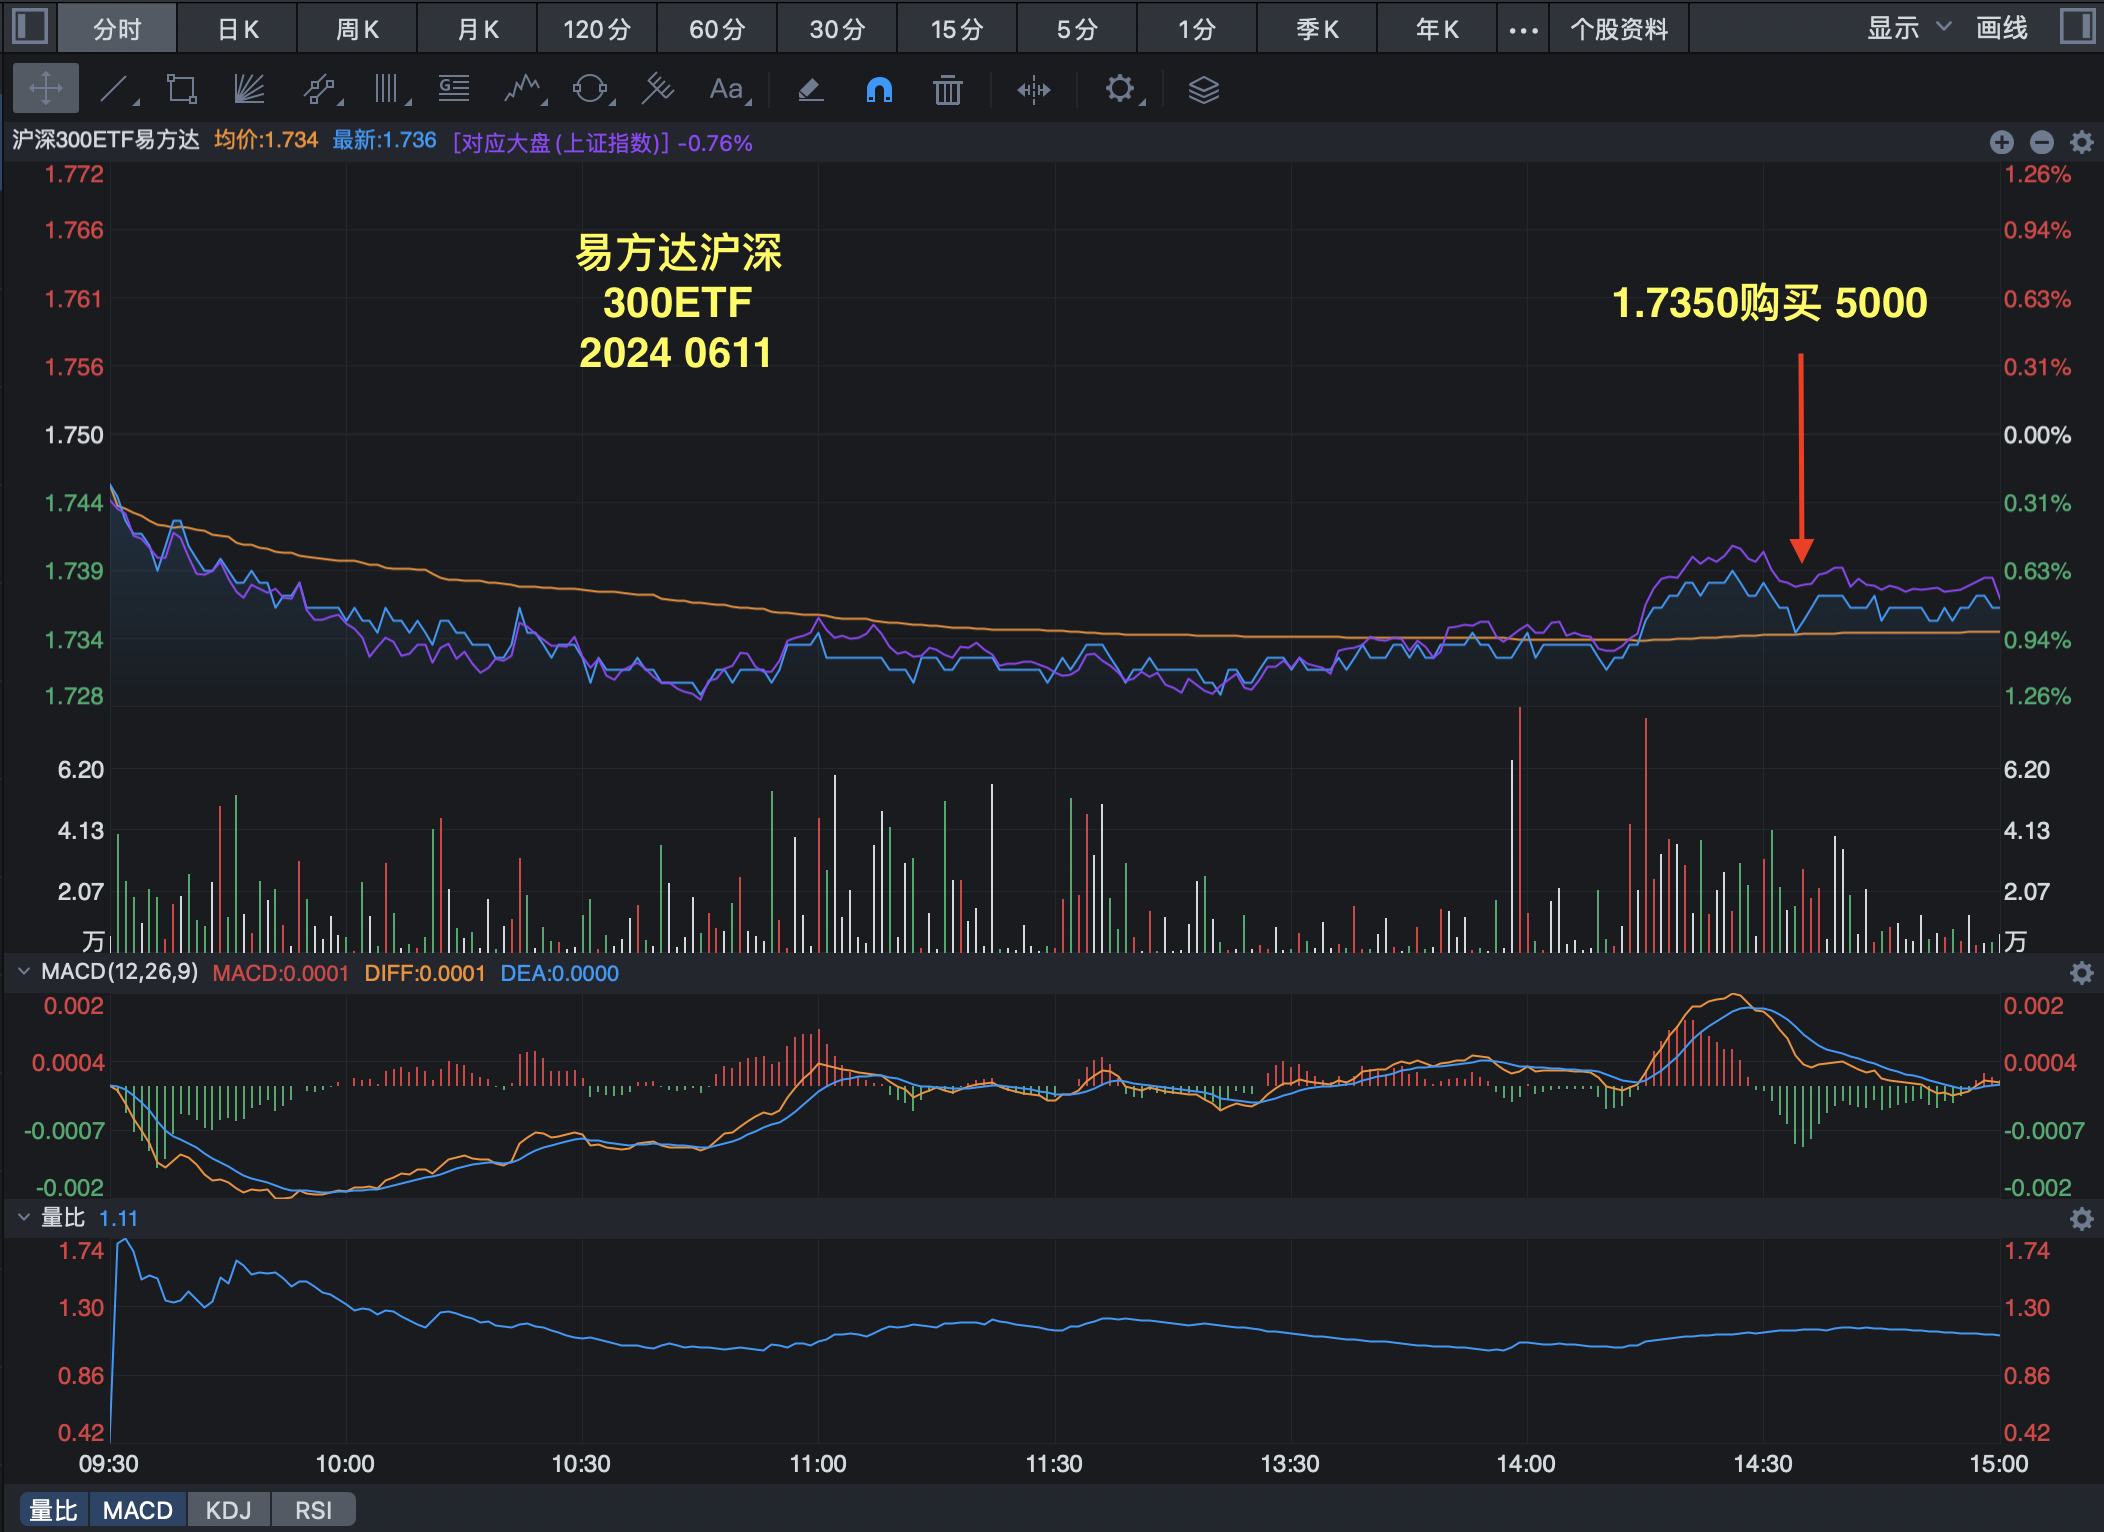 分时 日K 周K 月K 120分 60分 30分 15分 5分 1分 季K 年K ••• 个股资料 显示 画线
G Aa
沪深300ETF易方达 均价:1.734 最新:1.736 [对应大盘(上证指数)] -0.76%
1.772 1.26%
1.766 0.94%
易方达沪深
300ETF
2024 0611
1.7350购买 5000
1.761 0.63%
1.756 0.31%
1.750 0.00%
1.744 0.31%
1.739 0.63%
1.734 0.94%
1.728 1.26%
6.20 6.20
4.13 4.13
2.07 2.07
万 万
MACD(12,26,9) MACD:0.0001 DIFF:0.0001 DEA:0.0000
0.002 0.002
0.0004 0.0004
-0.0007 -0.0007
-0.002 -0.002
量比 1.11
1.74 1.74
1.30 1.30
0.86 0.86
0.42 0.42
09:30 10:00 10:30 11:00 11:30 13:30 14:00 14:30 15:00
量比 MACD KDJ RSI